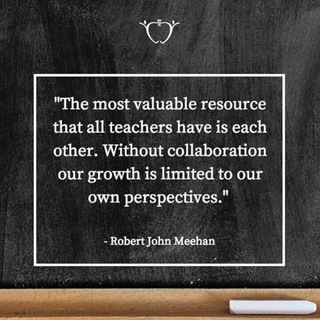 "The most valuable resource
that all teachers have is each
other. Without collaboration
our growth is limited to our
own perspectives."
- Robert John Meehan